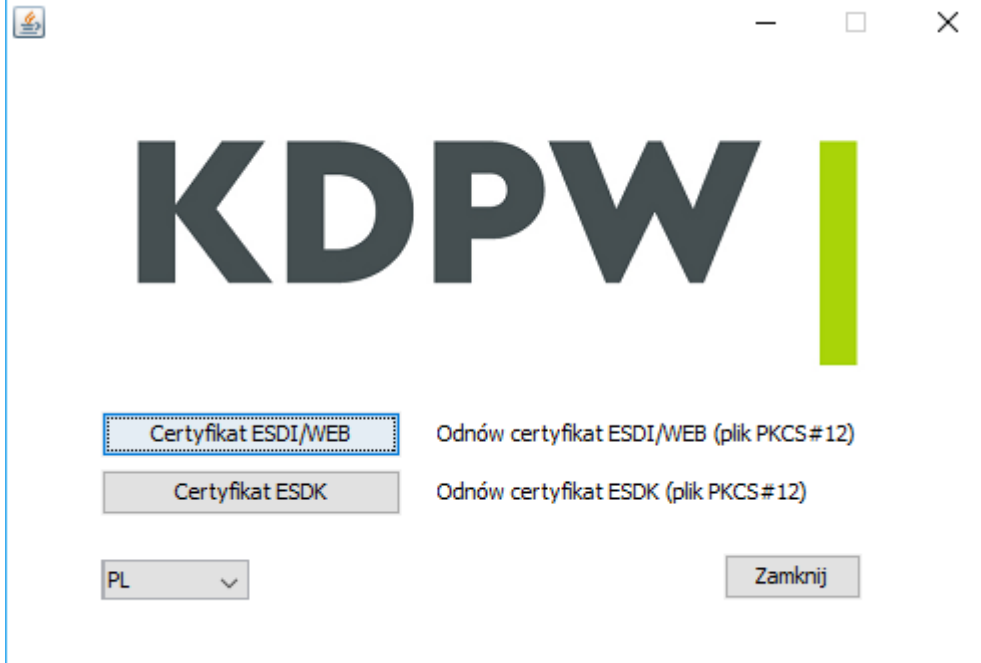 KDPW
Certyfikat ESDI/WEB Odnów certyfikat ESDI/WEB (plik PKCS#12)
Certyfikat ESDK Odnów certyfikat ESDK (plik PKCS#12)
PL Zamknij